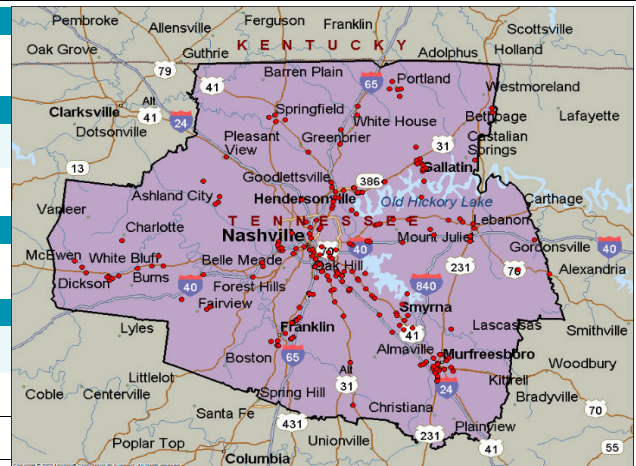 Pembroke Allensville Ferguson Franklin Scottsville
Oak Grove Guthrie KENTUCKY Adolphus Holland
79 41 Barren Plain 65 Portland Westmoreland
Clarksville Alt 41 24 Springfield White House Bethpage Lafayette
Dotsonville Pleasant View Greenbrier 31 Castalian Springs
13 Goodlettsville 386 Gallatin
Vanleer Ashland City Hendersonville Old Hickory Lake Carthage
Charlotte TENNESSEE Lebanon
Nashville 70 40 Mount Juliet Gordonsville 40
McEwen White Bluff Belle Meade Oak Hill 231 70 Alexandria
Dickson Burns 40 Forest Hills 840
Fairview Smyrna
Lyles Franklin 41 Lascassas Smithville
Boston 65 Almaville Murfreesboro Woodbury
Littlelot Alt 31 24 Kittrell
Coble Centerville Spring Hill Bradyville
Santa Fe 431 Christiana 70
Poplar Top Unionville 231 Plainview 41 55
Columbia